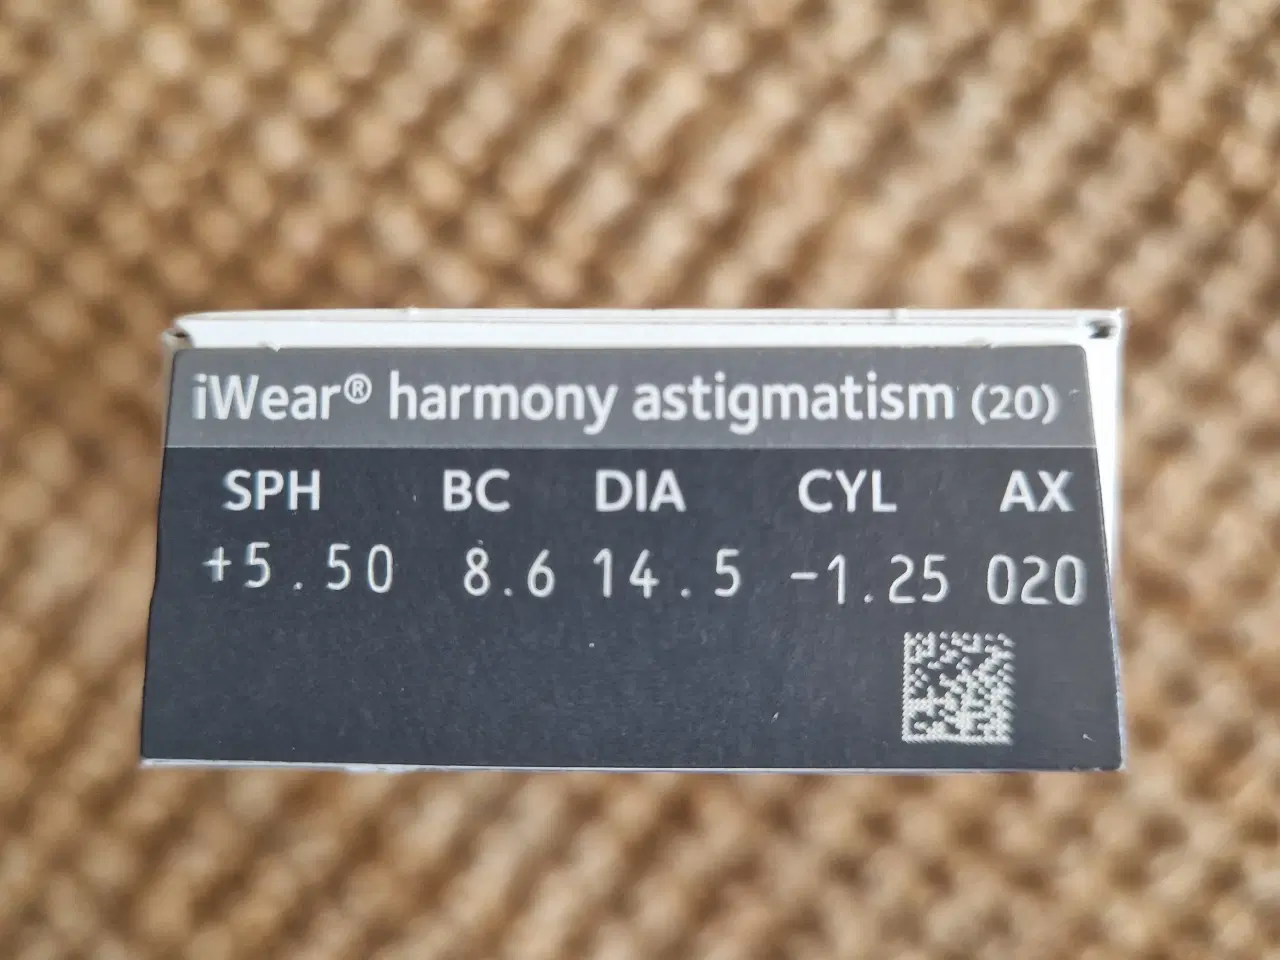 iWear® harmony astigmatism (20)
SPH BC DIA CYL AX
+5.50 8.6 14.5 -1.25 020